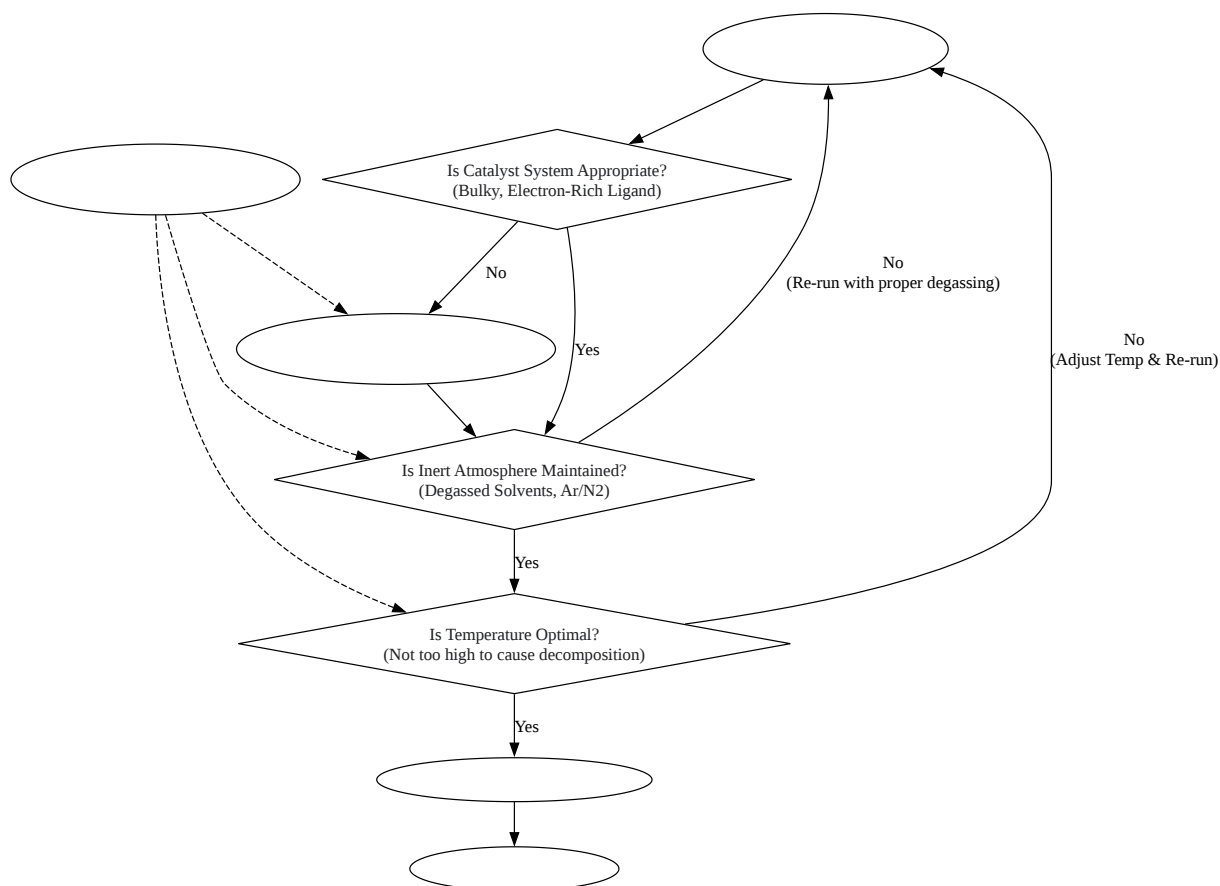 Is Catalyst System Appropriate?
(Bulky, Electron-Rich Ligand)
No
(Re-run with proper degassing)
No
Yes
No
(Adjust Temp & Re-run)
Is Inert Atmosphere Maintained?
(Degassed Solvents, Ar/N2)
Yes
Is Temperature Optimal?
(Not too high to cause decomposition)
Yes